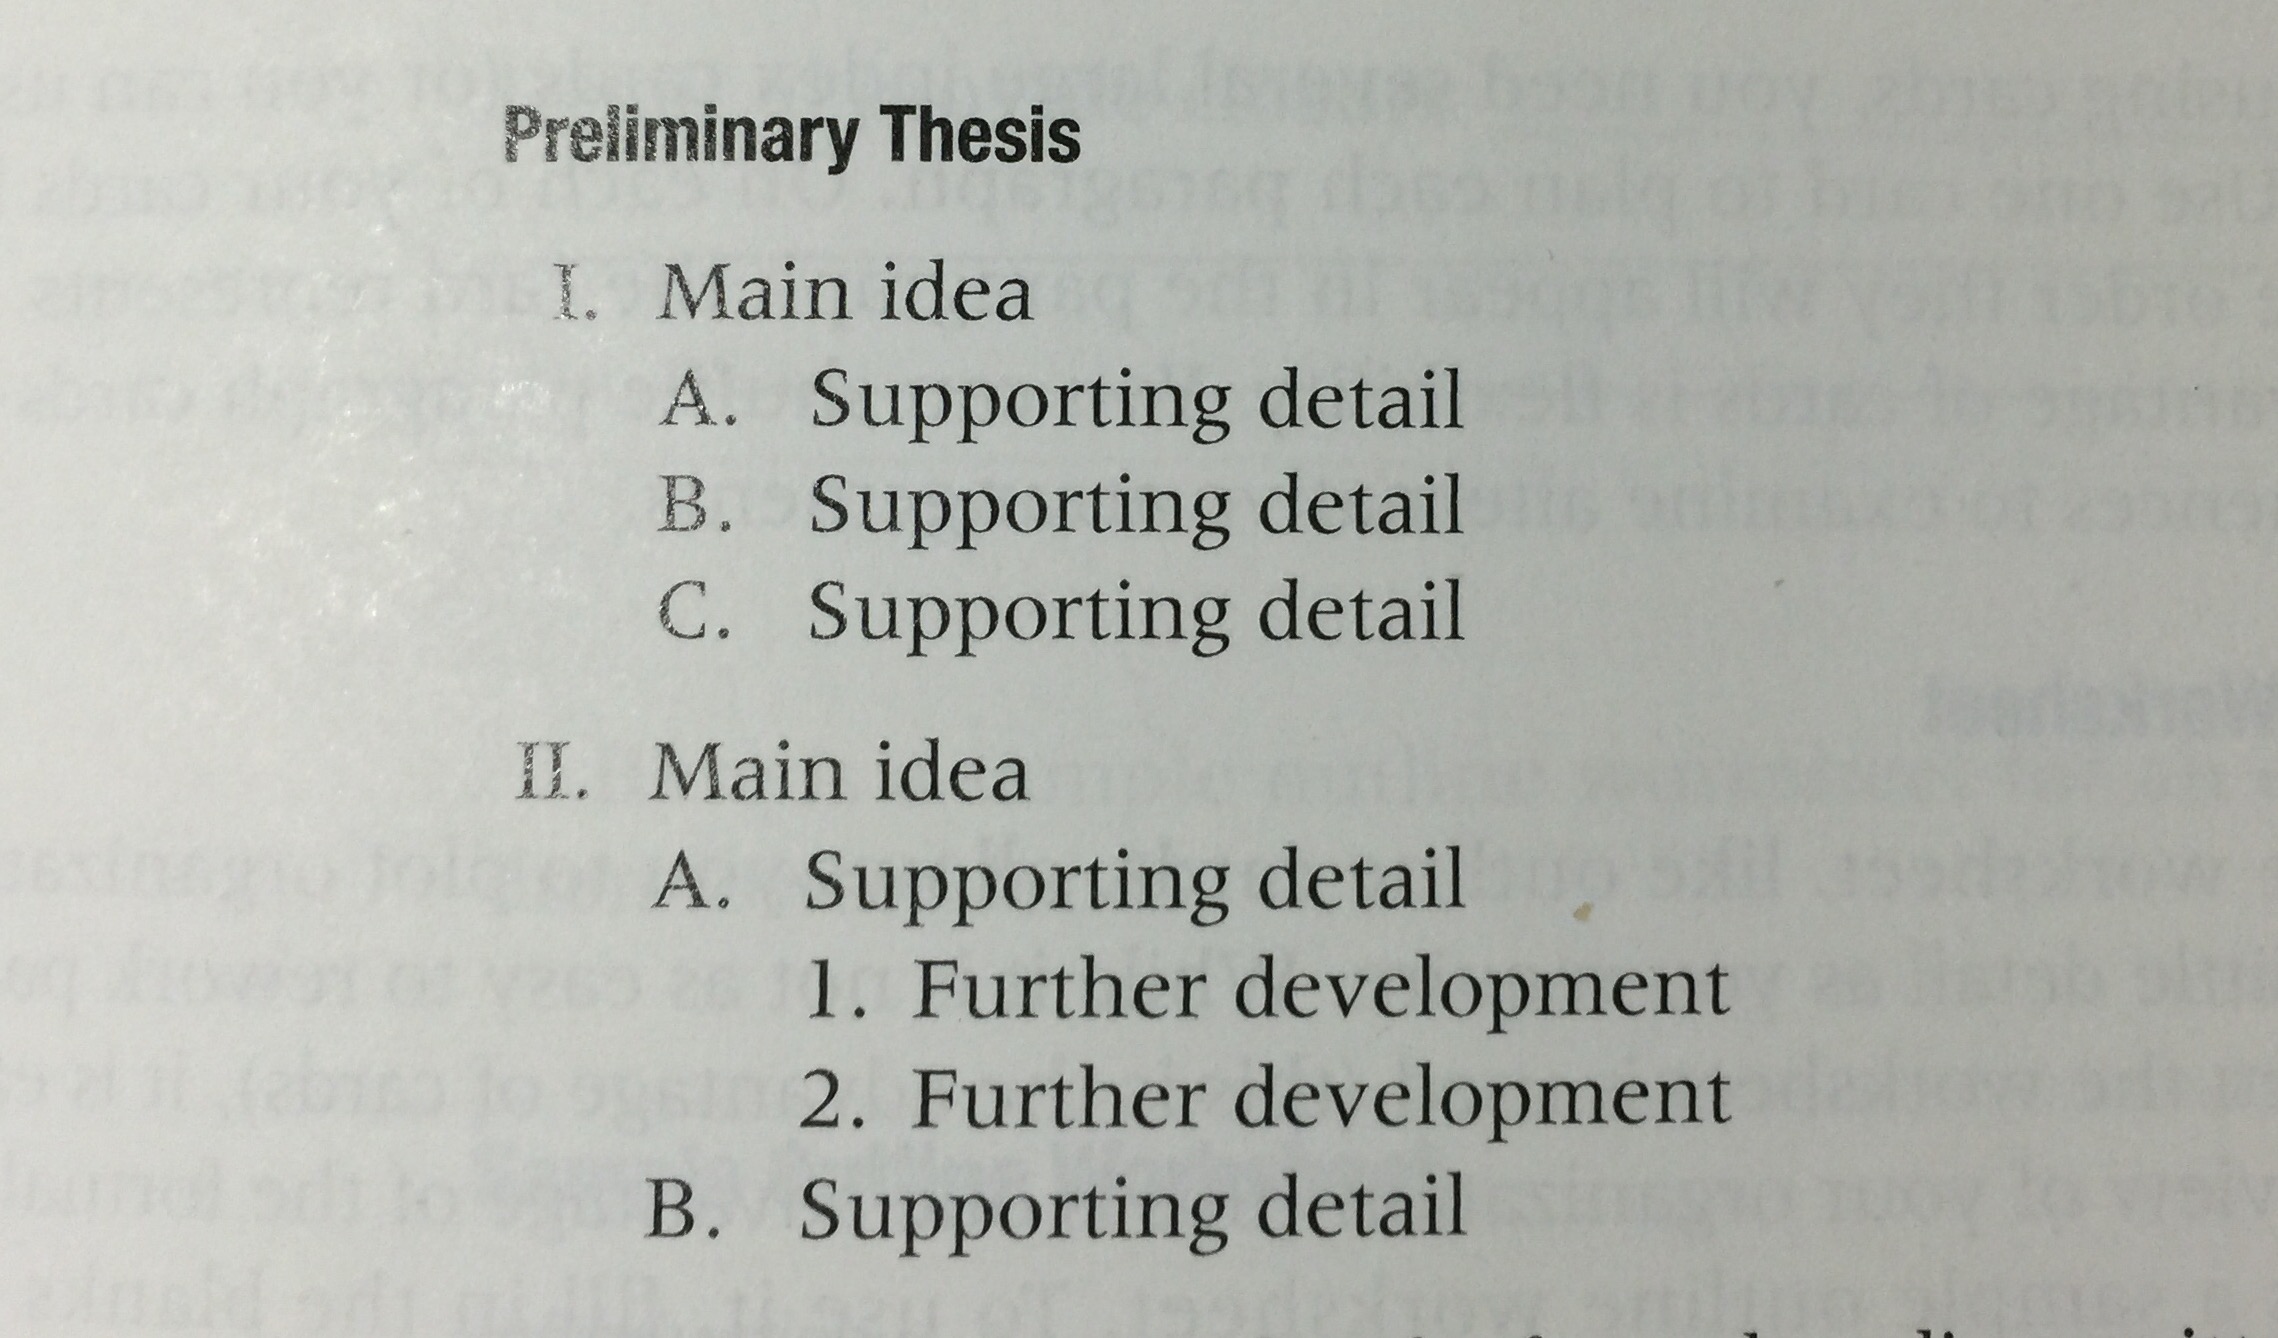 Preliminary Thesis
I. Main idea
A. Supporting detail
B. Supporting detail
C. Supporting detail
II. Main idea
A. Supporting detail
1. Further development
2. Further development
B. Supporting detail